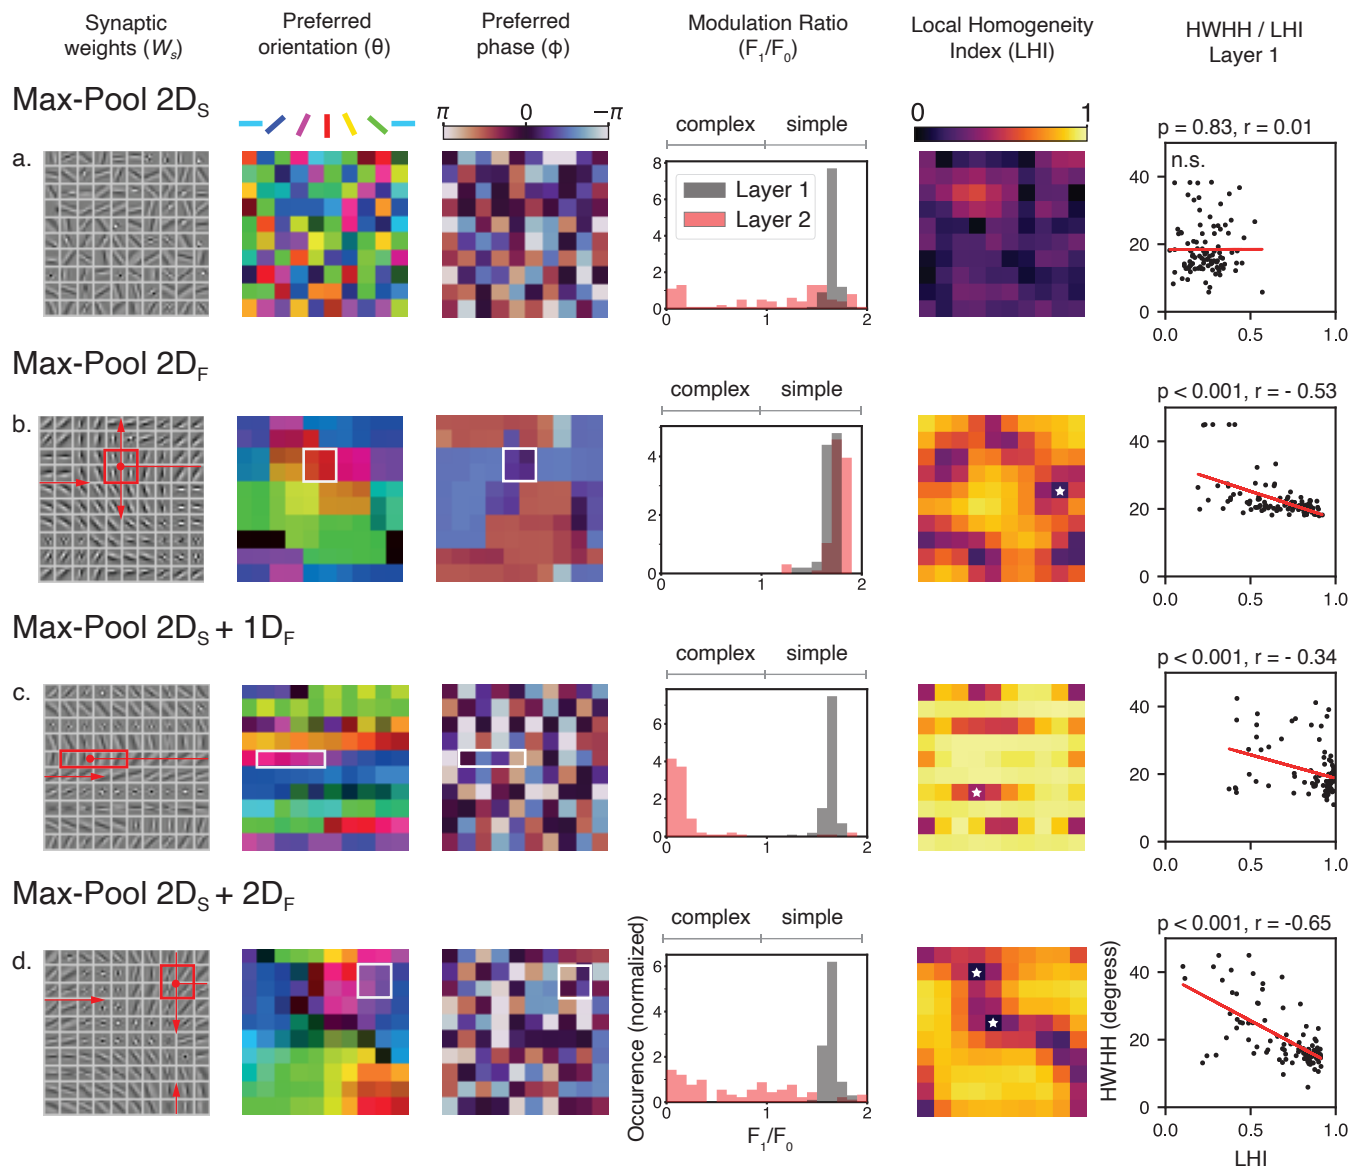 Synaptic weights (Wₛ)
Preferred orientation (θ)
Preferred phase (ϕ)
Modulation Ratio (F₁/F₀)
Local Homogeneity Index (LHI)
HWHH / LHI Layer 1
Max-Pool 2D_S
π 0 −π
complex simple
0 1
p = 0.83, r = 0.01
a.
8
6
4
2
0
0 1 2
Layer 1
Layer 2
n.s.
40
20
0
0.0 0.5 1.0
Max-Pool 2D_F
complex simple
p < 0.001, r = - 0.53
b.
4
2
0
0 1 2
40
20
0
0.0 0.5 1.0
Max-Pool 2D_S + 1D_F
complex simple
p < 0.001, r = - 0.34
c.
6
4
2
0
0 1 2
40
20
0
0.0 0.5 1.0
Max-Pool 2D_S + 2D_F
complex simple
p < 0.001, r = -0.65
d.
Occurence (normalized)
6
4
2
0
0 1 2
F₁/F₀
HWHH (degress)
40
20
0
0.0 0.5 1.0
LHI